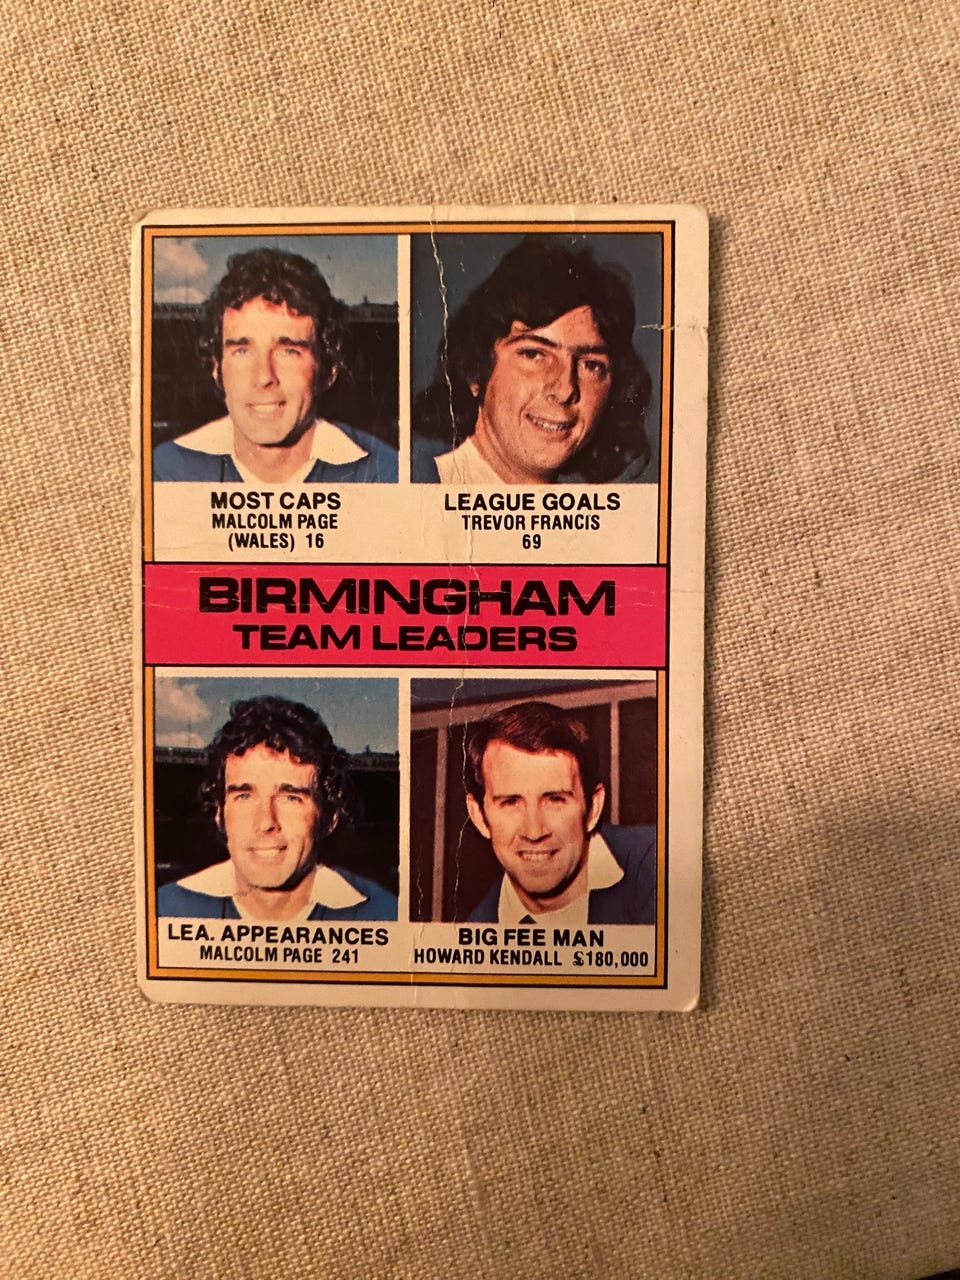 MOST CAPS
MALCOLM PAGE
(WALES) 16
LEAGUE GOALS
TREVOR FRANCIS
69
BIRMINGHAM
TEAM LEADERS
LEA. APPEARANCES
MALCOLM PAGE 241
BIG FEE MAN
HOWARD KENDALL £180,000